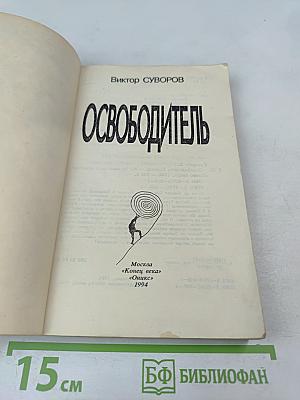 Виктор СУВОРОВ
ОСВОБОДИТЕЛЬ
Москва
«Конец века»
«Оникс»
1994
15 см
БФ БИБЛИОФАН